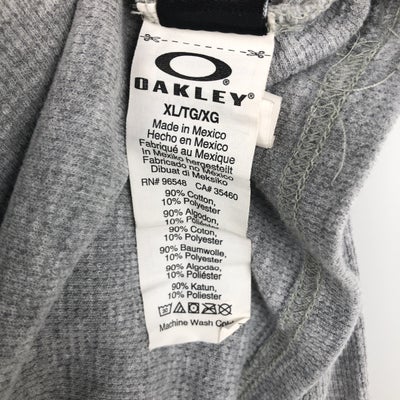 OAKLEY
XL/TG/XG
Made in Mexico
Hecho en Mexico
Fabriqué au Mexique
In Mexiko hergestellt
Fabricado no México
Dibuat di Meksiko
RN# 96548 CA# 35460
90% Cotton,
10% Polyester
90% Algodon,
10% Polyester
90% Coton,
10% Polyester
90% Baumwolle,
10% Polyester
90% Algodão,
10% Poliéster
90% Katun,
10% Poliester
Machine Wash Cold